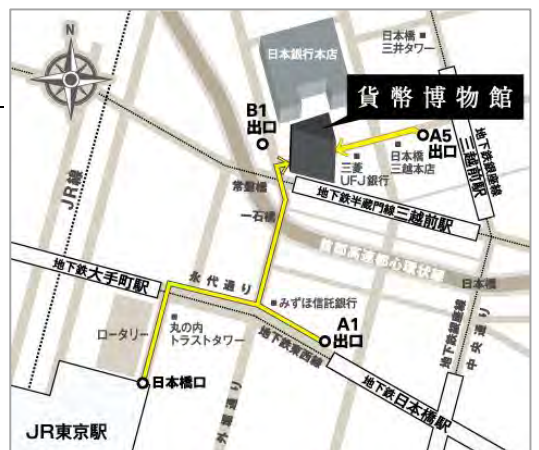 N
日本銀行本店
日本橋
三井タワー
貨幣博物館
B1
出口
A5
出口
日本橋
三越本店
三菱
UFJ銀行
地下鉄銀座線
三越前駅
地下鉄半蔵門線三越前駅
常盤橋
一石橋
JR線
首都高速都心環状線
日本橋
地下鉄大手町駅
永代通り
みずほ信託銀行
A1
出口
地下鉄銀座線
中央通り
ロータリー
丸の内
トラストタワー
地下鉄東西線
地下鉄日本橋駅
日本橋口
外堀通り
JR東京駅